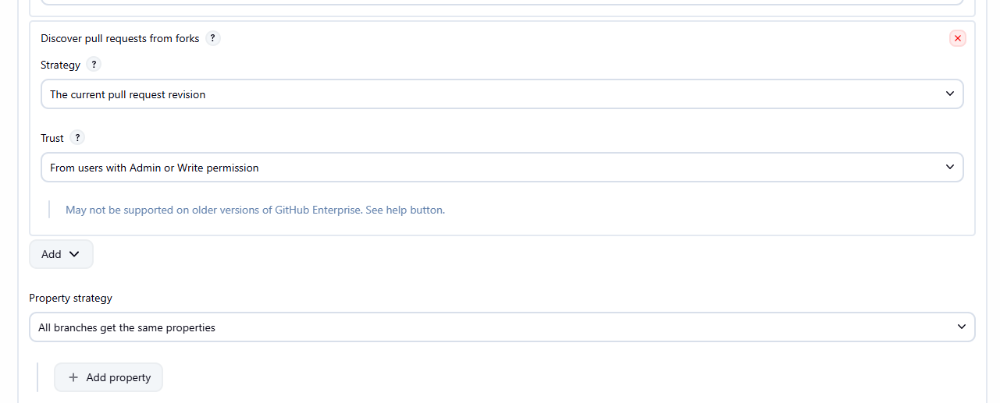 Discover pull requests from forks ?
Strategy ?
The current pull request revision
Trust ?
From users with Admin or Write permission
May not be supported on older versions of GitHub Enterprise. See help button.
Add
Property strategy
All branches get the same properties
+ Add property